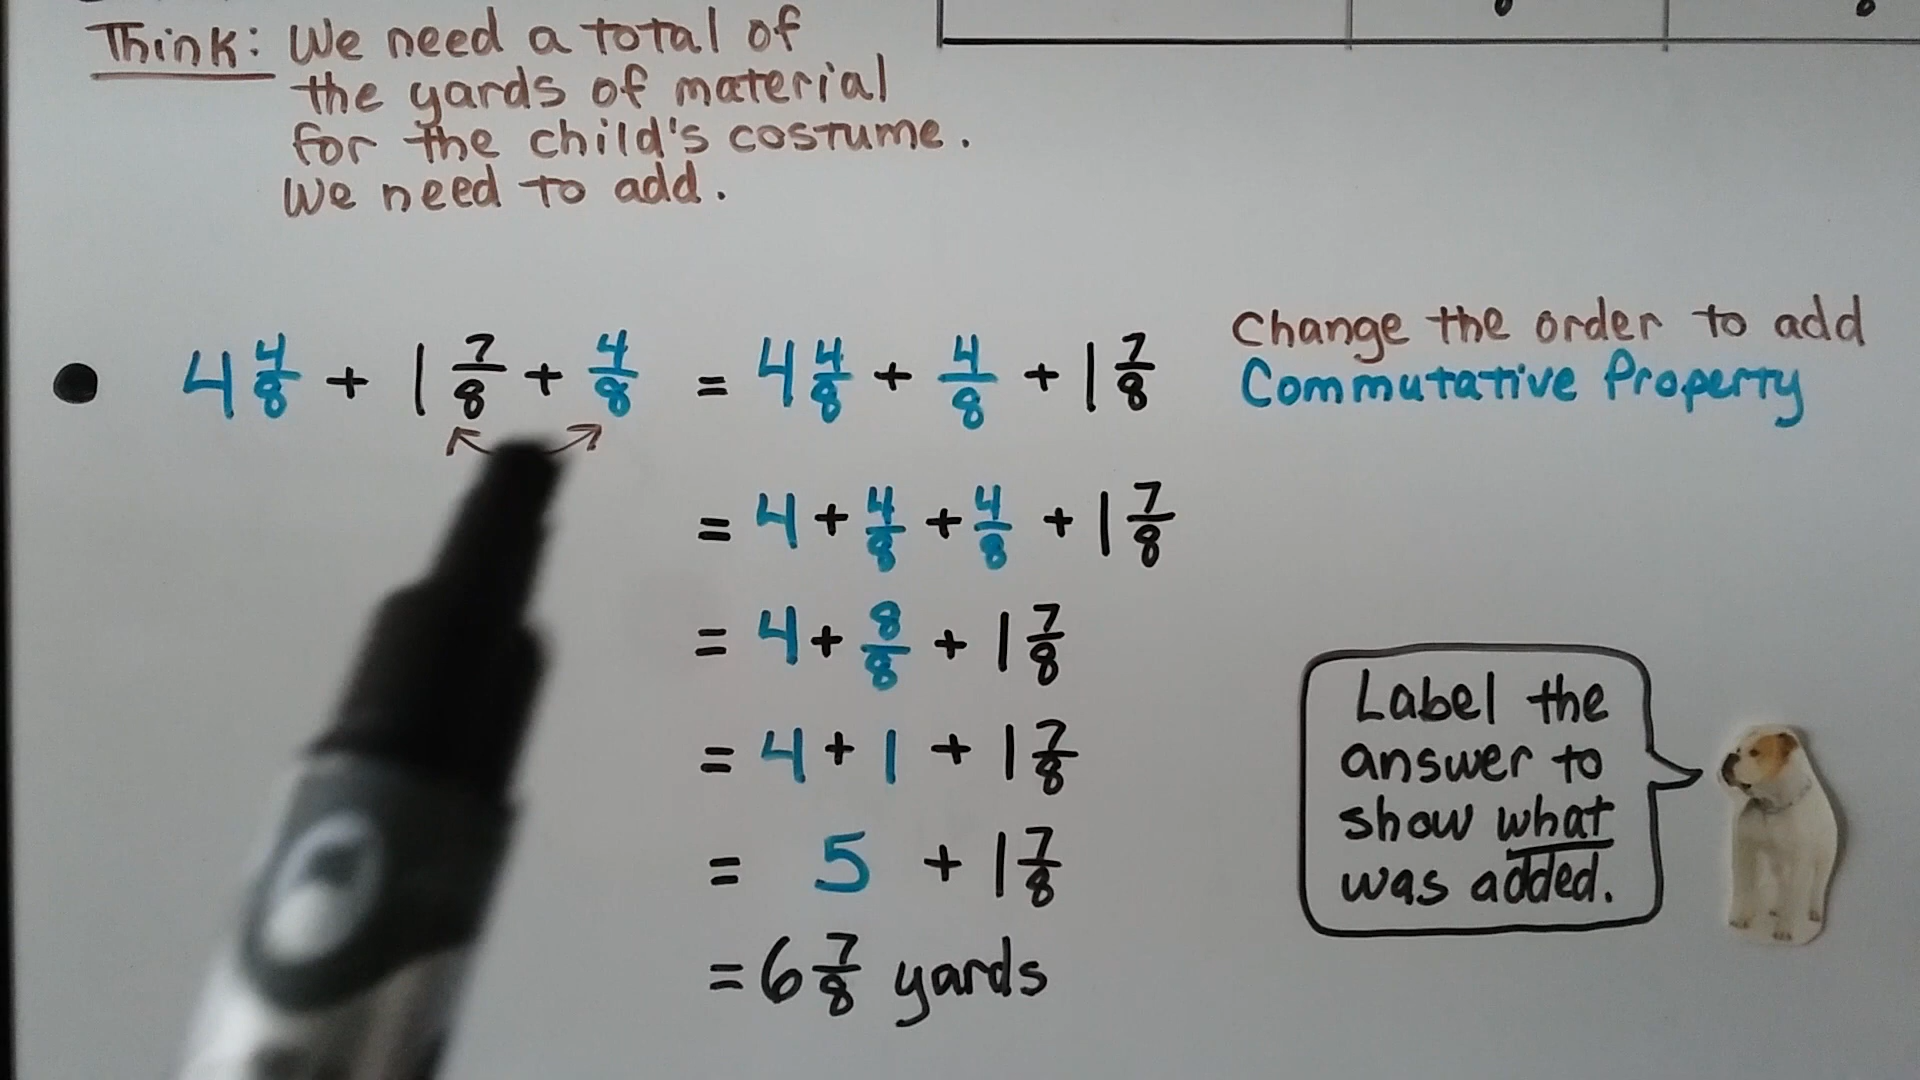 Think: We need a total of
the yards of material
for the child's costume.
We need to add.
4 4/8 + 1 7/8 + 4/8 = 4 4/8 + 4/8 + 1 7/8
Change the order to add
Commutative Property
= 4 + 4/8 + 4/8 + 1 7/8
= 4 + 8/8 + 1 7/8
= 4 + 1 + 1 7/8
= 5 + 1 7/8
= 6 7/8 yards
Label the
answer to
show what
was added.